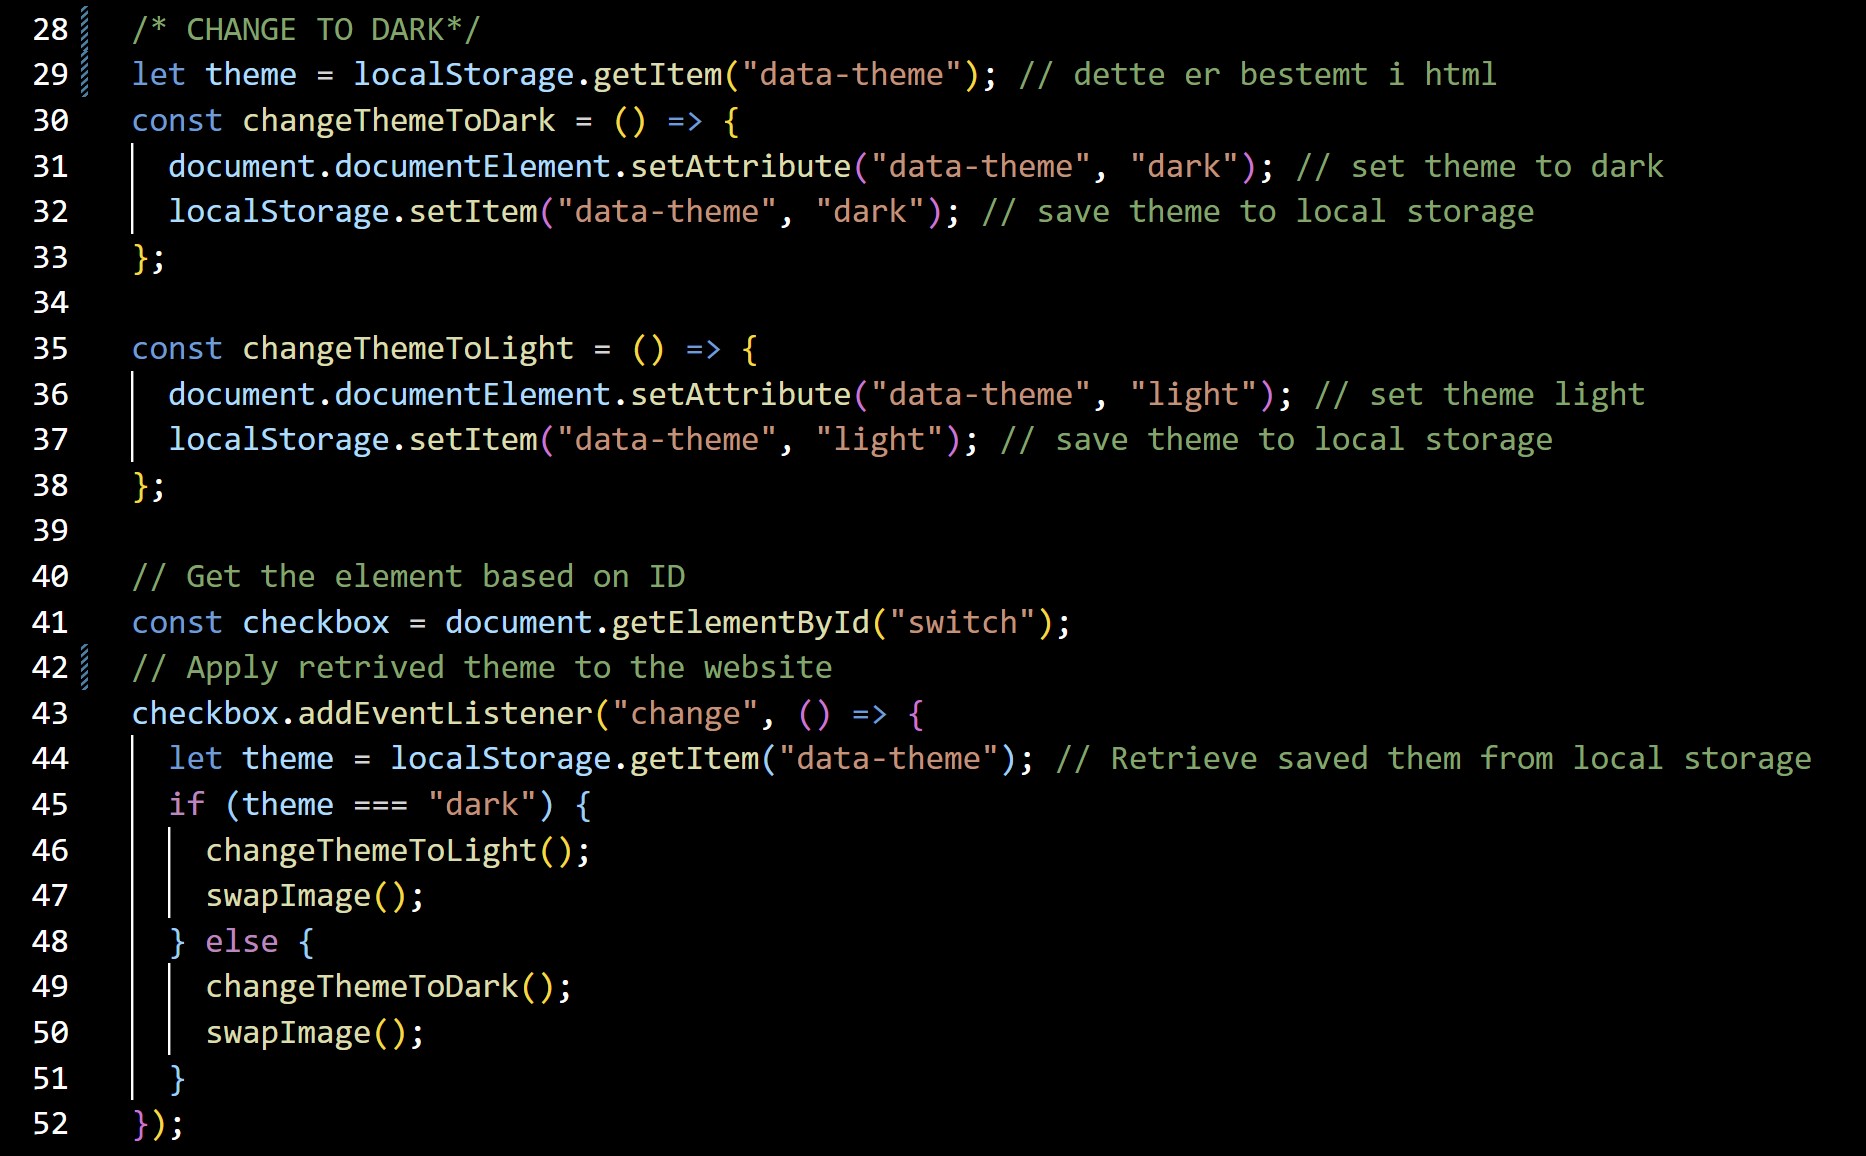 28 /* CHANGE TO DARK*/
29 let theme = localStorage.getItem("data-theme"); // dette er bestemt i html
30 const changeThemeToDark = () => {
31 document.documentElement.setAttribute("data-theme", "dark"); // set theme to dark
32 localStorage.setItem("data-theme", "dark"); // save theme to local storage
33 };
34
35 const changeThemeToLight = () => {
36 document.documentElement.setAttribute("data-theme", "light"); // set theme light
37 localStorage.setItem("data-theme", "light"); // save theme to local storage
38 };
39
40 // Get the element based on ID
41 const checkbox = document.getElementById("switch");
42 // Apply retrived theme to the website
43 checkbox.addEventListener("change", () => {
44 let theme = localStorage.getItem("data-theme"); // Retrieve saved them from local storage
45 if (theme === "dark") {
46 changeThemeToLight();
47 swapImage();
48 } else {
49 changeThemeToDark();
50 swapImage();
51 }
52 });